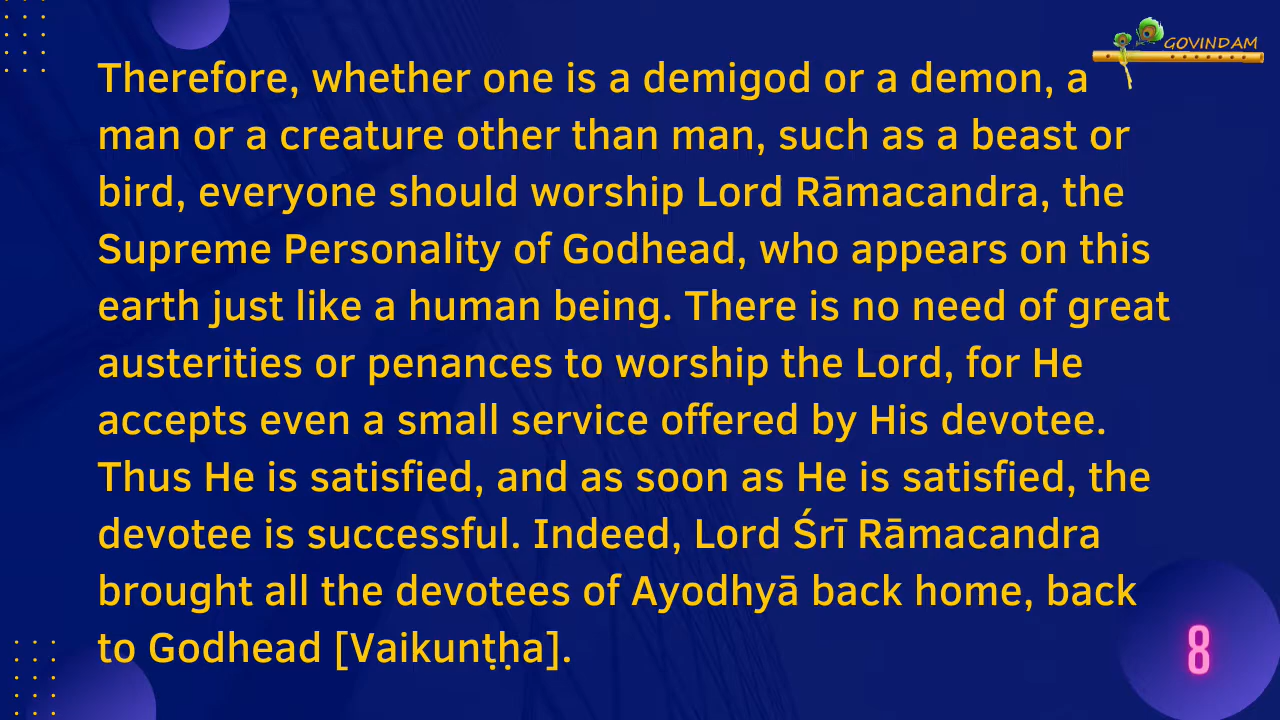 GOVINDAM
Therefore, whether one is a demigod or a demon, a
man or a creature other than man, such as a beast or
bird, everyone should worship Lord Rāmacandra, the
Supreme Personality of Godhead, who appears on this
earth just like a human being. There is no need of great
austerities or penances to worship the Lord, for He
accepts even a small service offered by His devotee.
Thus He is satisfied, and as soon as He is satisfied, the
devotee is successful. Indeed, Lord Śrī Rāmacandra
brought all the devotees of Ayodhyā back home, back
to Godhead [Vaikuṇṭha].
8